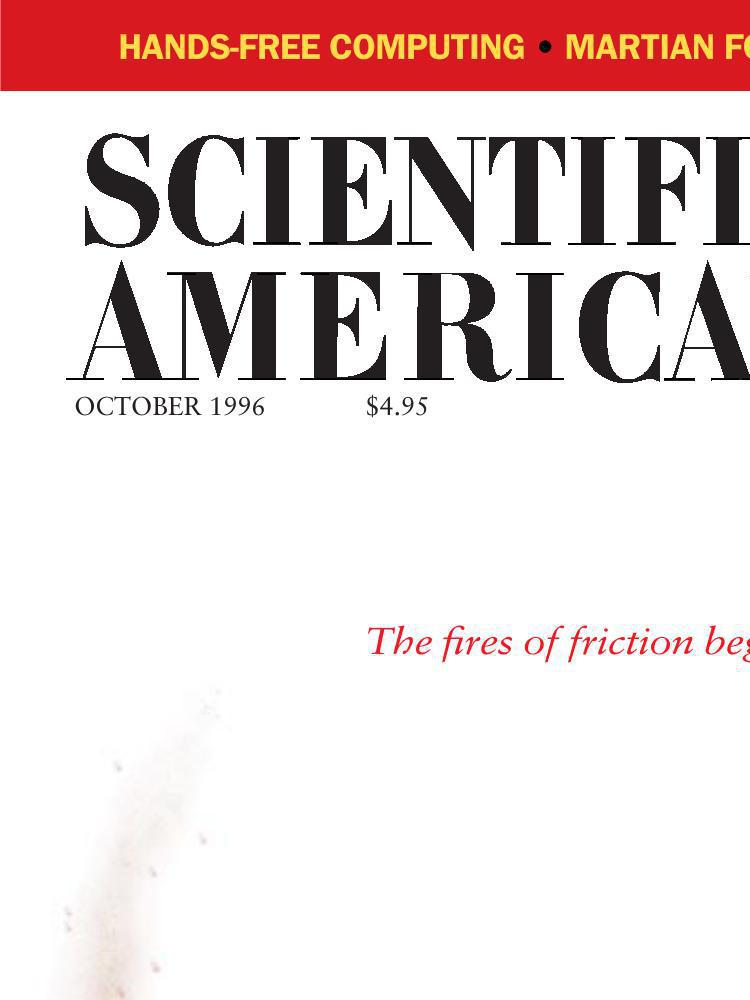 HANDS-FREE COMPUTING • MARTIAN
SCIENTIFI
AMERICA
OCTOBER 1996 $4.95
The fires of friction